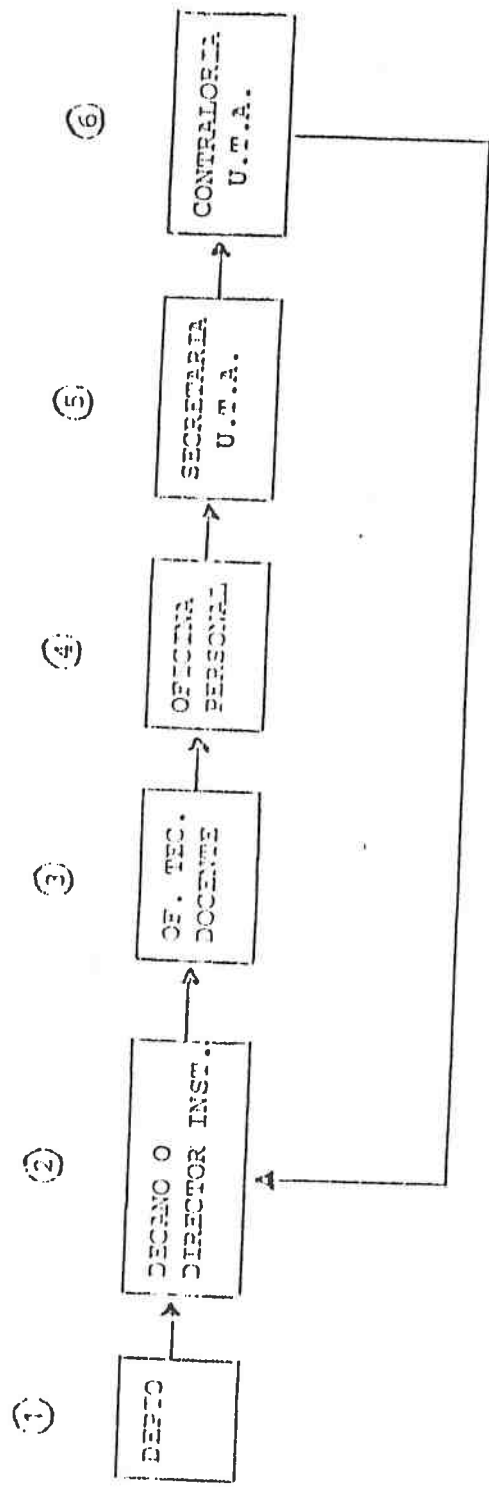 ①
②
③
④
⑤
⑥
DEPTO
DECANO O
DIRECTOR INST.
OF. TEC.
DOCENTE
OFICINA
PERSONAL
SECRETARIA
U.T.A.
CONTRALORIA
U.T.A.